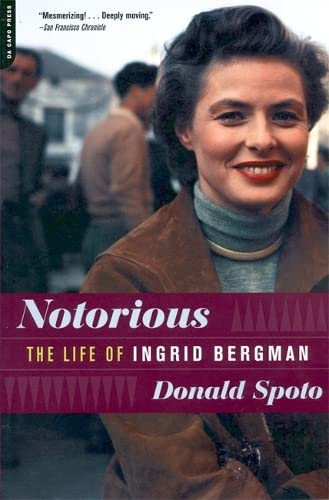 DA CAPO PRESS
"Mesmerizing! . . . Deeply moving."
—San Francisco Chronicle
Notorious
THE LIFE OF INGRID BERGMAN
Donald Spoto